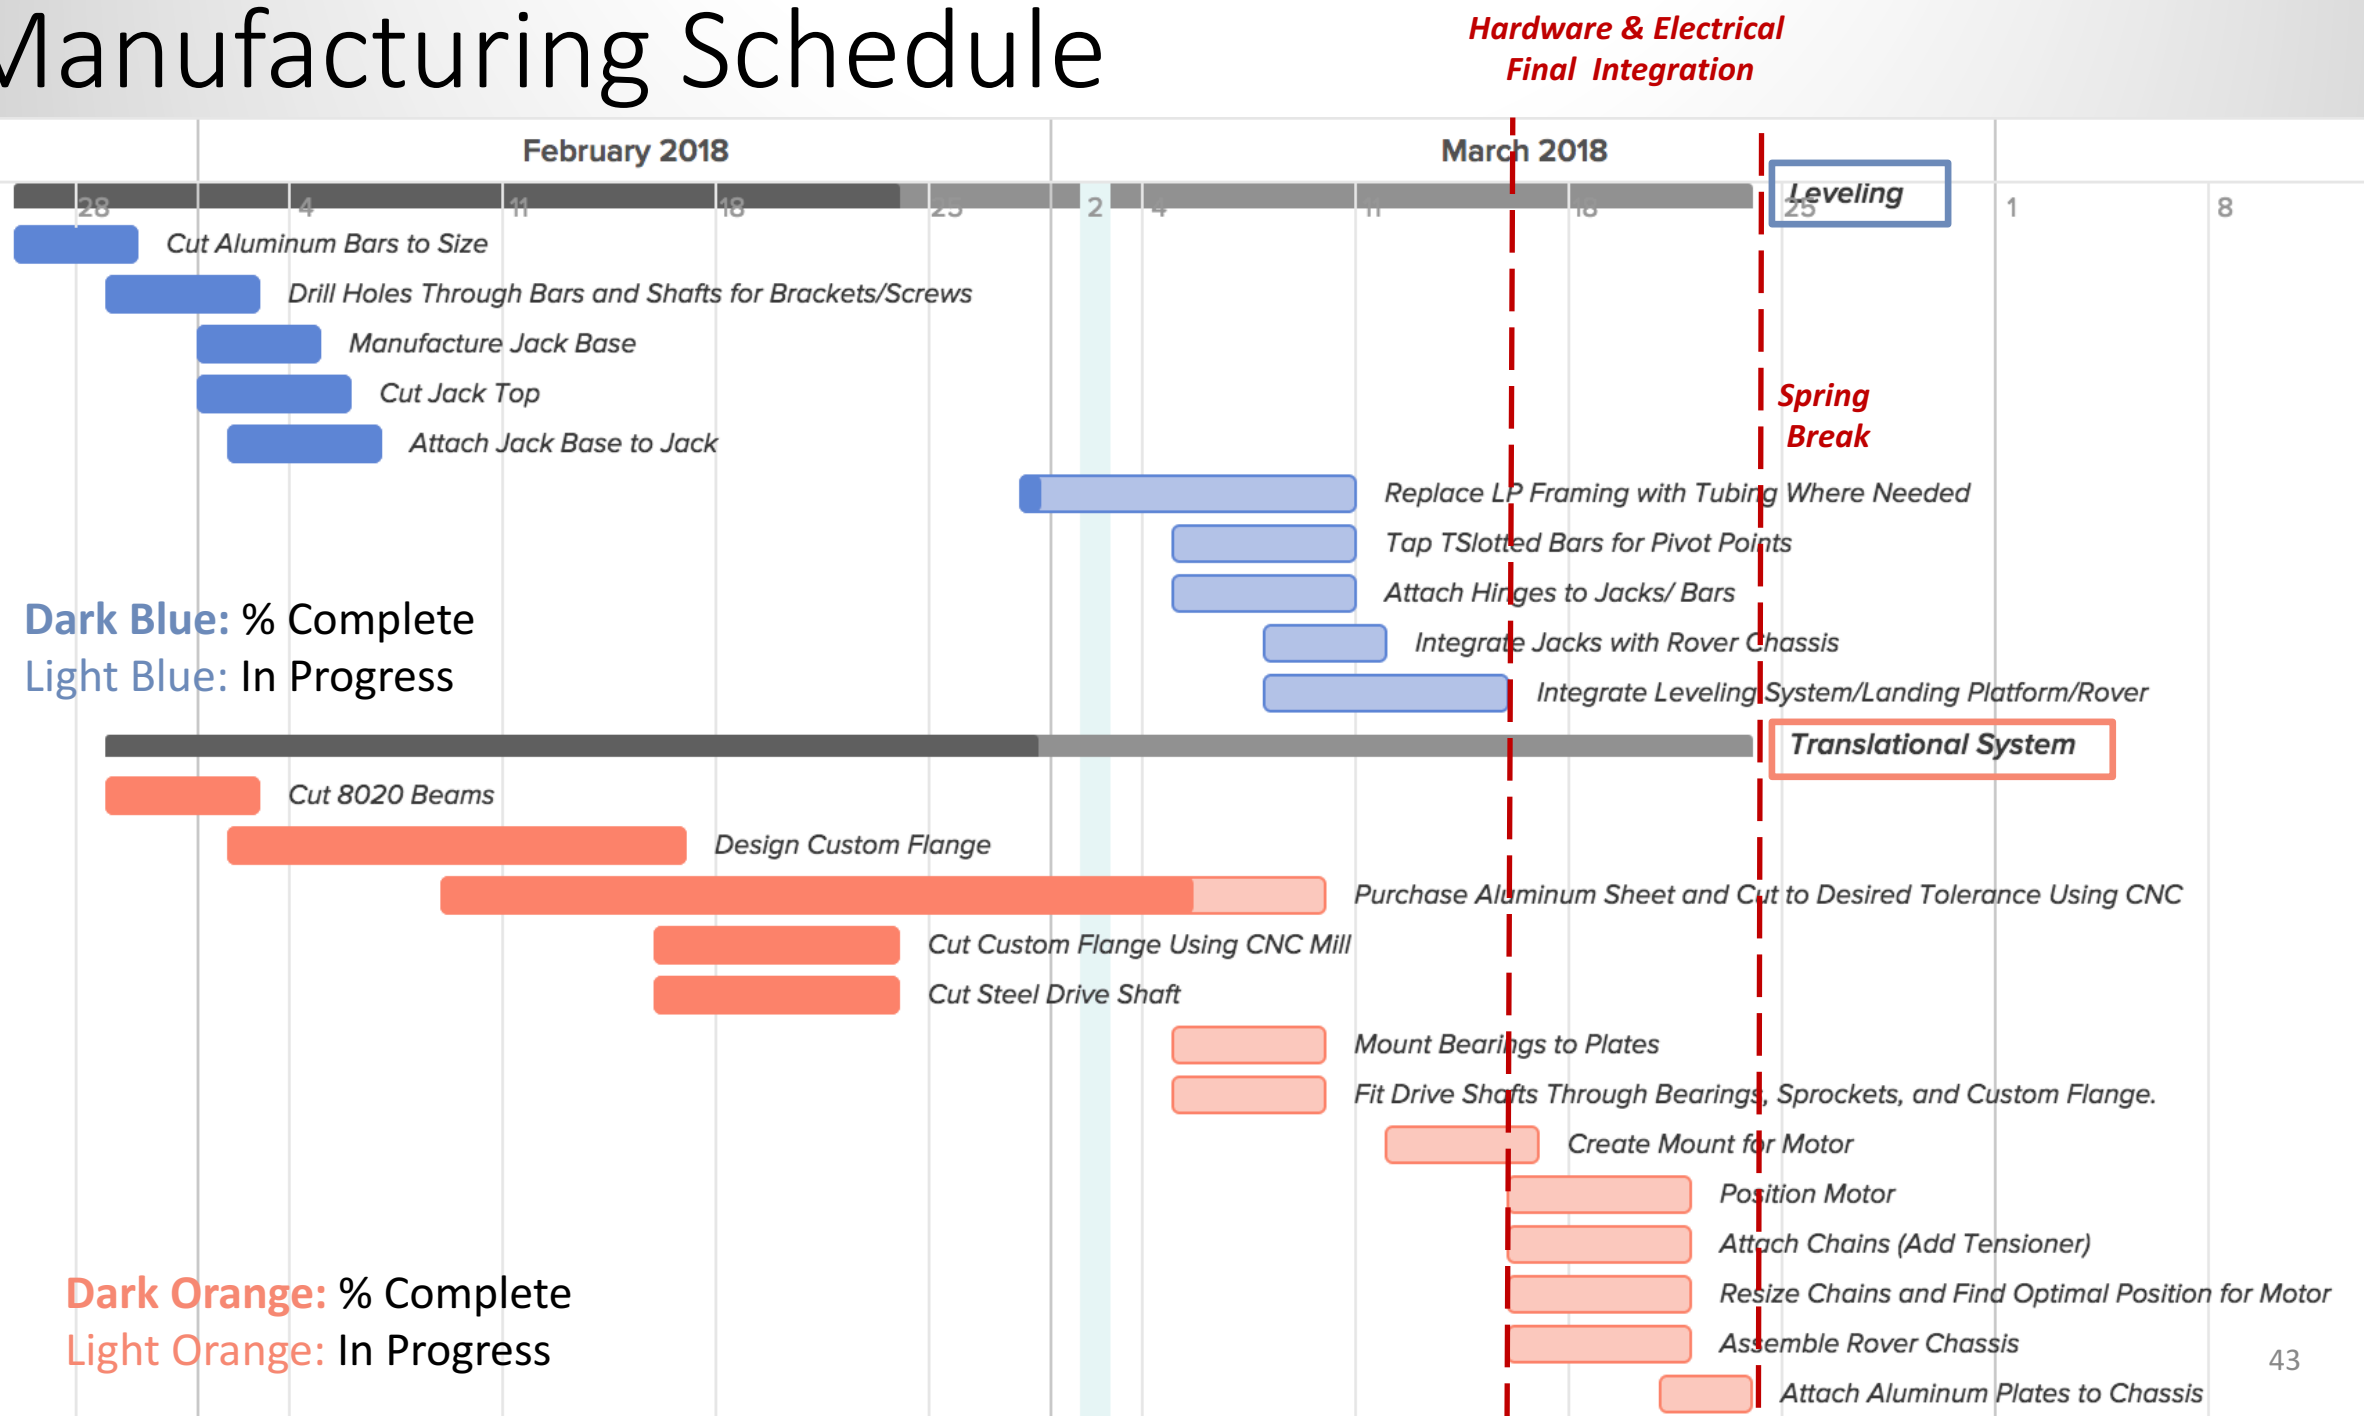 Manufacturing Schedule
Hardware & Electrical
Final Integration
February 2018
March 2018
28
4
11
18
25
2
4
11
18
25
1
8
Leveling
Cut Aluminum Bars to Size
Drill Holes Through Bars and Shafts for Brackets/Screws
Manufacture Jack Base
Cut Jack Top
Attach Jack Base to Jack
Spring
Break
Replace LP Framing with Tubing Where Needed
Tap TSlotted Bars for Pivot Points
Attach Hinges to Jacks/ Bars
Integrate Jacks with Rover Chassis
Integrate Leveling System/Landing Platform/Rover
Dark Blue: % Complete
Light Blue: In Progress
Translational System
Cut 8020 Beams
Design Custom Flange
Purchase Aluminum Sheet and Cut to Desired Tolerance Using CNC
Cut Custom Flange Using CNC Mill
Cut Steel Drive Shaft
Mount Bearings to Plates
Fit Drive Shafts Through Bearings, Sprockets, and Custom Flange.
Create Mount for Motor
Position Motor
Attach Chains (Add Tensioner)
Resize Chains and Find Optimal Position for Motor
Assemble Rover Chassis
Attach Aluminum Plates to Chassis
Dark Orange: % Complete
Light Orange: In Progress
43